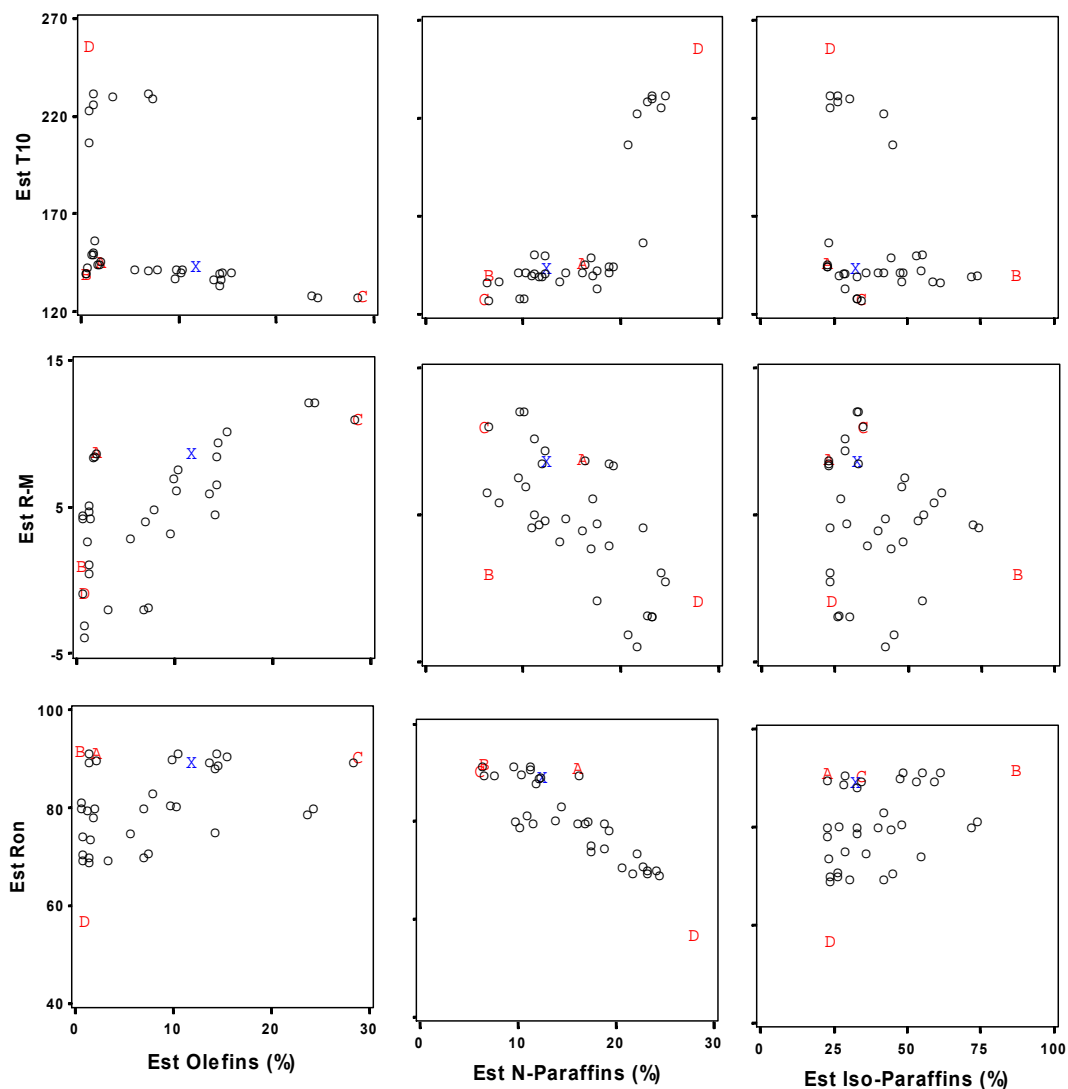 270
220
170
120
Est T10
D
B
A
X
C
D
B
C
A
X
D
A
X
C
B
15
5
-5
Est R-M
A
X
C
B
D
C
X
A
B
D
C
A
X
B
D
100
80
60
40
Est Ron
B
A
X
C
D
B
C
A
X
D
A
C
X
B
D
0 10 20 30
0 10 20 30
0 25 50 75 100
Est Olefins (%)
Est N-Paraffins (%)
Est Iso-Paraffins (%)